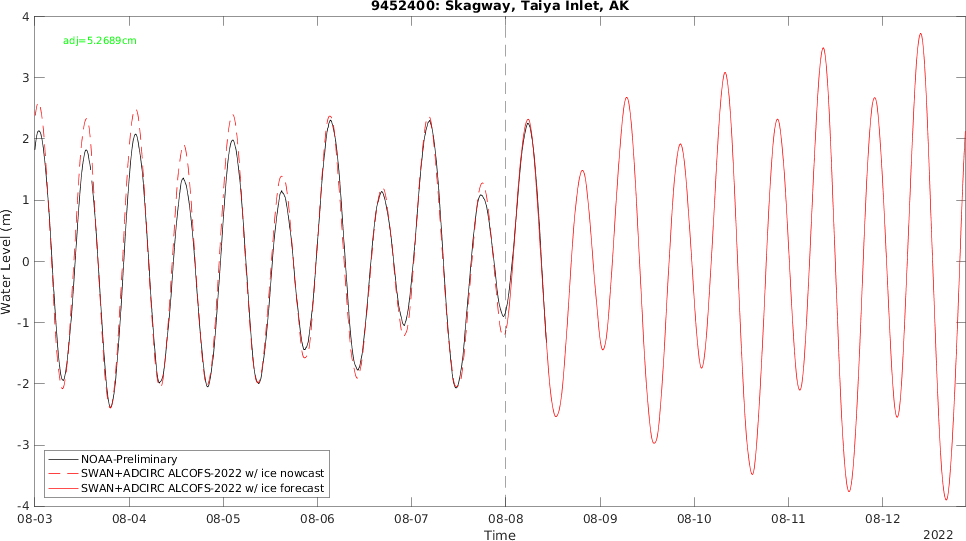 9452400: Skagway, Taiya Inlet, AK
adj=5.2689cm
4
3
2
1
0
-1
-2
-3
-4
Water Level (m)
NOAA-Preliminary
SWAN+ADCIRC ALCOFS-2022 w/ ice nowcast
SWAN+ADCIRC ALCOFS-2022 w/ ice forecast
08-03 08-04 08-05 08-06 08-07 08-08 08-09 08-10 08-11 08-12
Time
2022